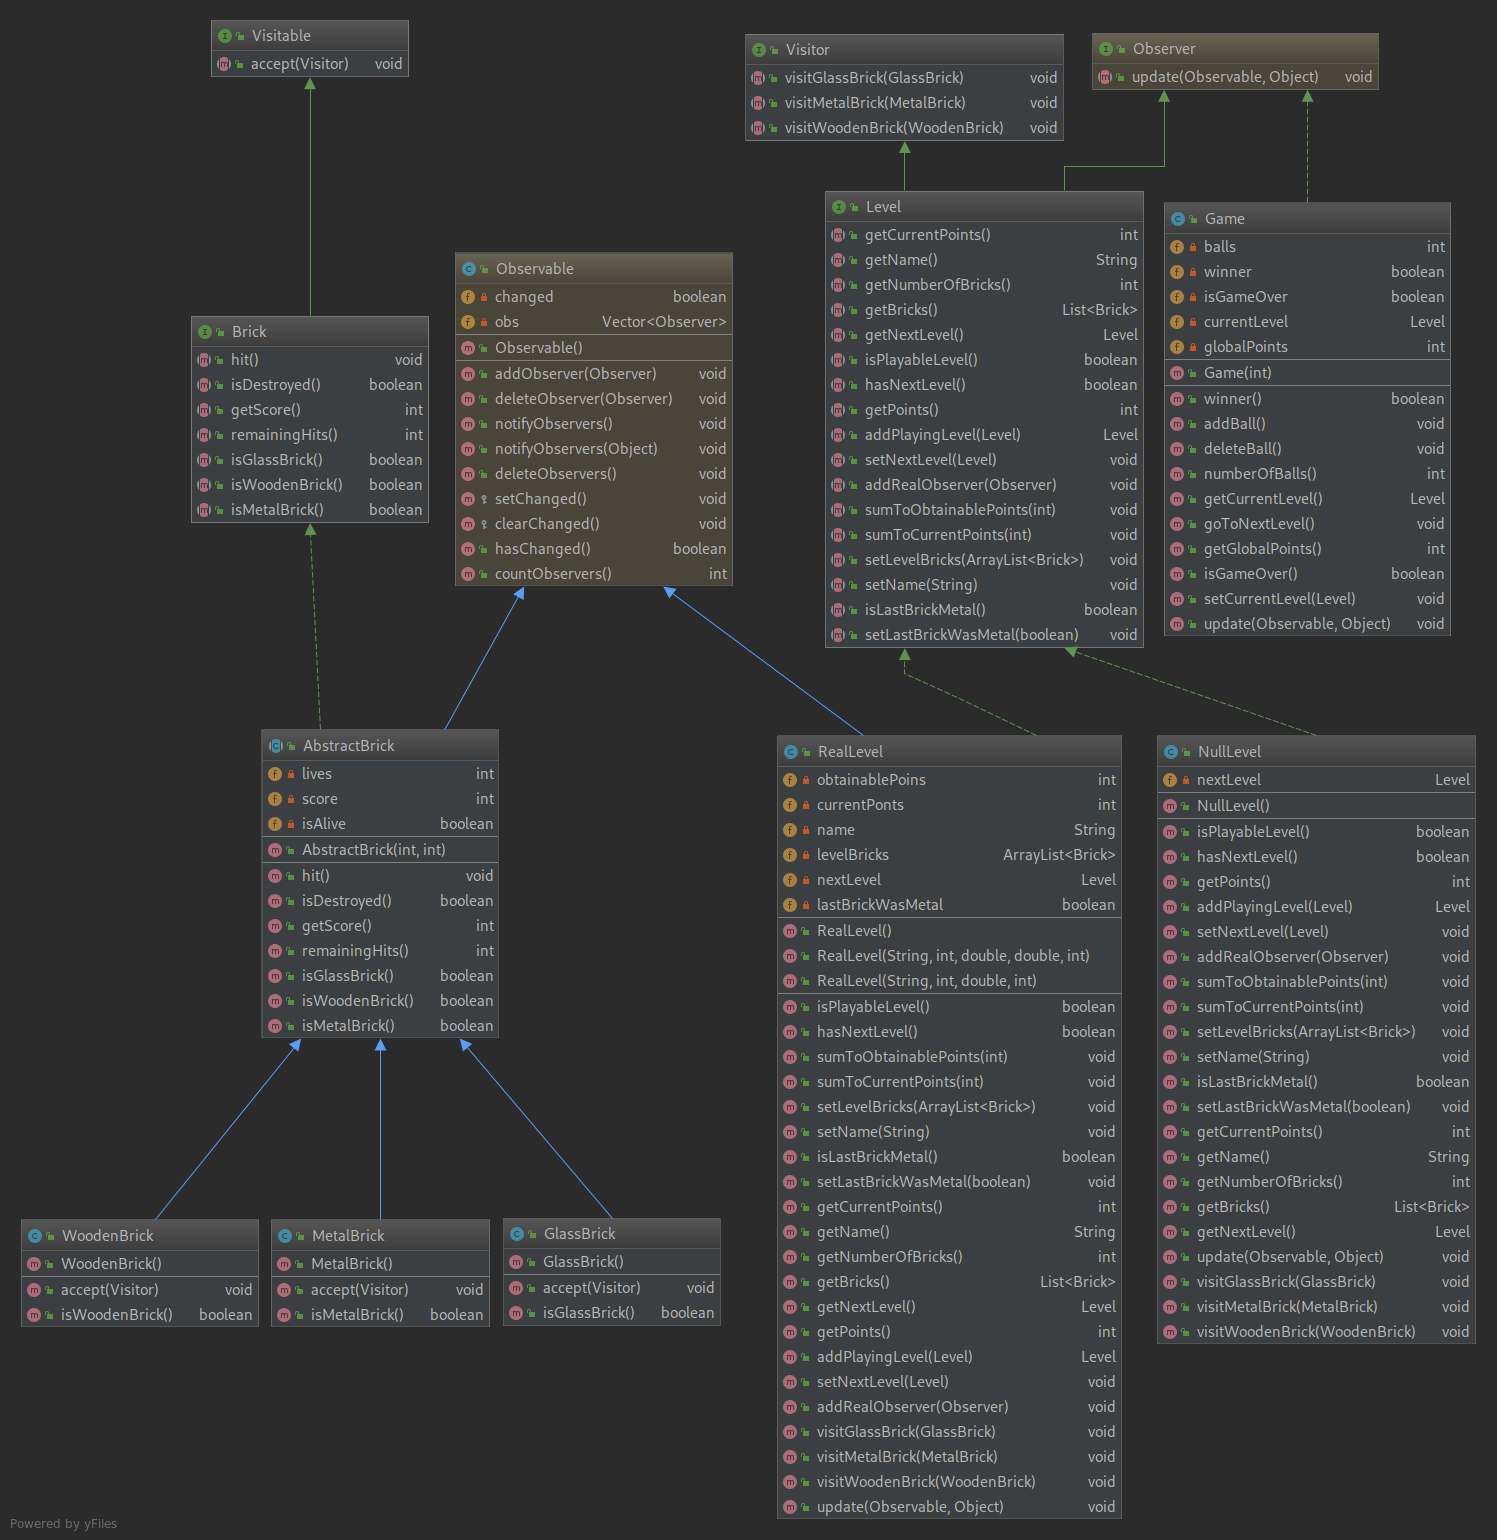 Visitable
accept(Visitor) void
Visitor
visitGlassBrick(GlassBrick) void
visitMetalBrick(MetalBrick) void
visitWoodenBrick(WoodenBrick) void
Observer
update(Observable, Object) void
Level
getCurrentPoints() int
getName() String
getNumberOfBricks() int
getBricks() List<Brick>
getNextLevel() Level
isPlayableLevel() boolean
hasNextLevel() boolean
getPoints() int
addPlayingLevel(Level) Level
setNextLevel(Level) void
addRealObserver(Observer) void
sumToObtainablePoints(int) void
sumToCurrentPoints(int) void
setLevelBricks(ArrayList<Brick>) void
setName(String) void
isLastBrickMetal() boolean
setLastBrickWasMetal(boolean) void
Game
balls int
winner boolean
isGameOver boolean
currentLevel Level
globalPoints int
Game(int)
winner() boolean
addBall() void
deleteBall() void
numberOfBalls() int
getCurrentLevel() Level
goToNextLevel() void
getGlobalPoints() int
isGameOver() boolean
setCurrentLevel(Level) void
update(Observable, Object) void
Observable
changed boolean
obs Vector<Observer>
Observable()
addObserver(Observer) void
deleteObserver(Observer) void
notifyObservers() void
notifyObservers(Object) void
deleteObservers() void
setChanged() void
clearChanged() void
hasChanged() boolean
countObservers() int
Brick
hit() void
isDestroyed() boolean
getScore() int
remainingHits() int
isGlassBrick() boolean
isWoodenBrick() boolean
isMetalBrick() boolean
AbstractBrick
lives int
score int
isAlive boolean
AbstractBrick(int, int)
hit() void
isDestroyed() boolean
getScore() int
remainingHits() int
isGlassBrick() boolean
isWoodenBrick() boolean
isMetalBrick() boolean
RealLevel
obtainablePoins int
currentPonts int
name String
levelBricks ArrayList<Brick>
nextLevel Level
lastBrickWasMetal boolean
RealLevel()
RealLevel(String, int, double, double, int)
RealLevel(String, int, double, int)
isPlayableLevel() boolean
hasNextLevel() boolean
sumToObtainablePoints(int) void
sumToCurrentPoints(int) void
setLevelBricks(ArrayList<Brick>) void
setName(String) void
isLastBrickMetal() boolean
setLastBrickWasMetal(boolean) void
getCurrentPoints() int
getName() String
getNumberOfBricks() int
getBricks() List<Brick>
getNextLevel() Level
getPoints() int
addPlayingLevel(Level) Level
setNextLevel(Level) void
addRealObserver(Observer) void
visitGlassBrick(GlassBrick) void
visitMetalBrick(MetalBrick) void
visitWoodenBrick(WoodenBrick) void
update(Observable, Object) void
NullLevel
nextLevel Level
NullLevel()
isPlayableLevel() boolean
hasNextLevel() boolean
getPoints() int
addPlayingLevel(Level) Level
setNextLevel(Level) void
addRealObserver(Observer) void
sumToObtainablePoints(int) void
sumToCurrentPoints(int) void
setLevelBricks(ArrayList<Brick>) void
setName(String) void
isLastBrickMetal() boolean
setLastBrickWasMetal(boolean) void
getCurrentPoints() int
getName() String
getNumberOfBricks() int
getBricks() List<Brick>
getNextLevel() Level
update(Observable, Object) void
visitGlassBrick(GlassBrick) void
visitMetalBrick(MetalBrick) void
visitWoodenBrick(WoodenBrick) void
WoodenBrick
WoodenBrick()
accept(Visitor) void
isWoodenBrick() boolean
MetalBrick
MetalBrick()
accept(Visitor) void
isMetalBrick() boolean
GlassBrick
GlassBrick()
accept(Visitor) void
isGlassBrick() boolean
Powered by yFiles